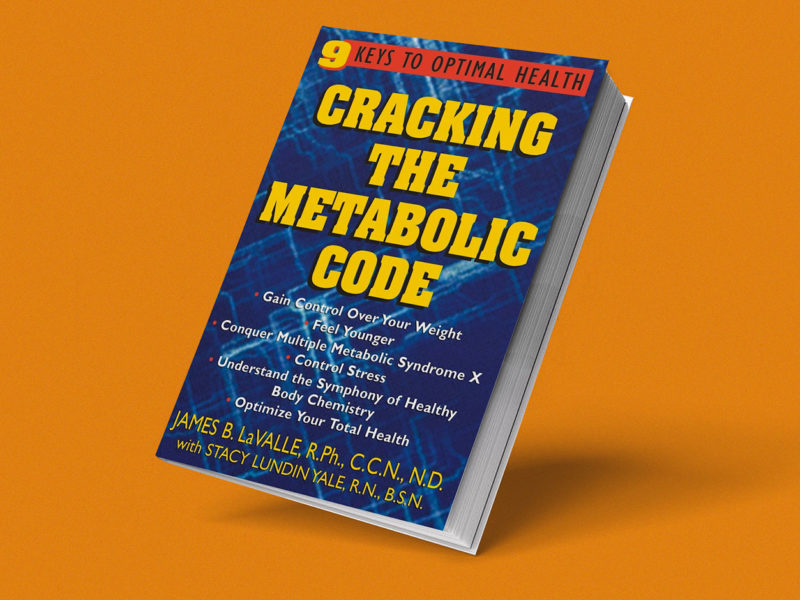 9 KEYS TO OPTIMAL HEALTH
CRACKING
THE
METABOLIC
CODE
• Gain Control Over Your Weight
• Feel Younger
• Conquer Multiple Metabolic Syndrome X
• Control Stress
• Understand the Symphony of Healthy
Body Chemistry
• Optimize Your Total Health
JAMES B. LaVALLE, R.Ph., C.C.N., N.D.
with STACY LUNDIN YALE, R.N., B.S.N.